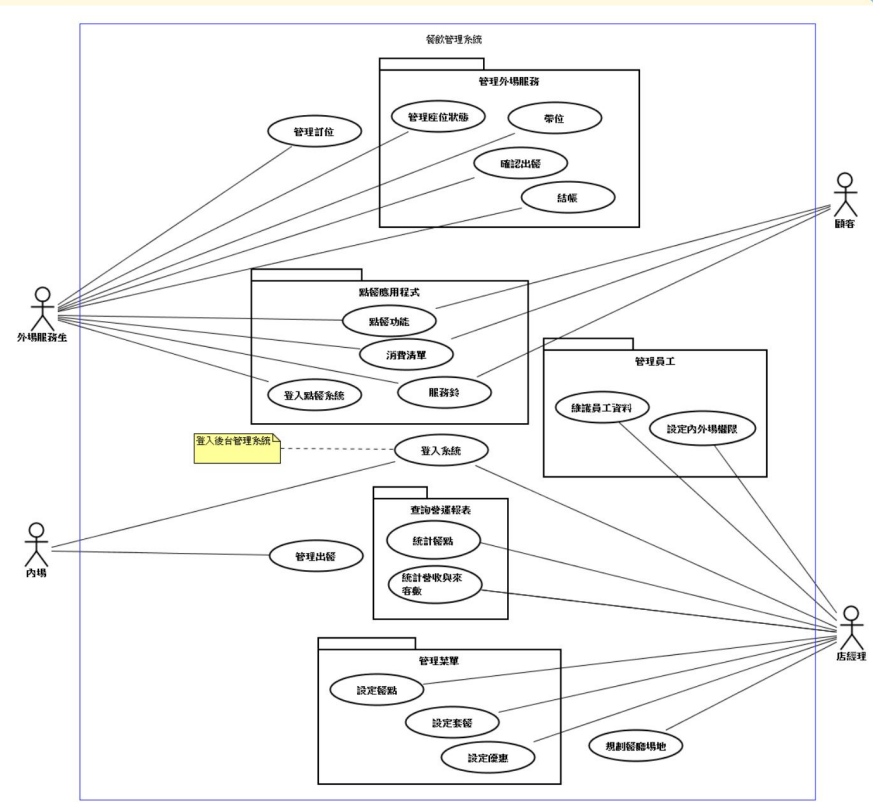 餐飲管理系統
管理外場服務
管理座位狀態
帶位
管理訂位
確認出餐
結帳
顧客
點餐應用程式
外場服務生
點餐功能
消費清單
管理員工
登入點餐系統
服務鈴
維護員工資料
設定內外場權限
登入後台管理系統
登入系統
查詢營運報表
內場
管理出餐
統計餐點
統計營收與來
客數
店經理
管理菜單
設定餐點
設定套餐
規劃餐廳場地
設定優惠